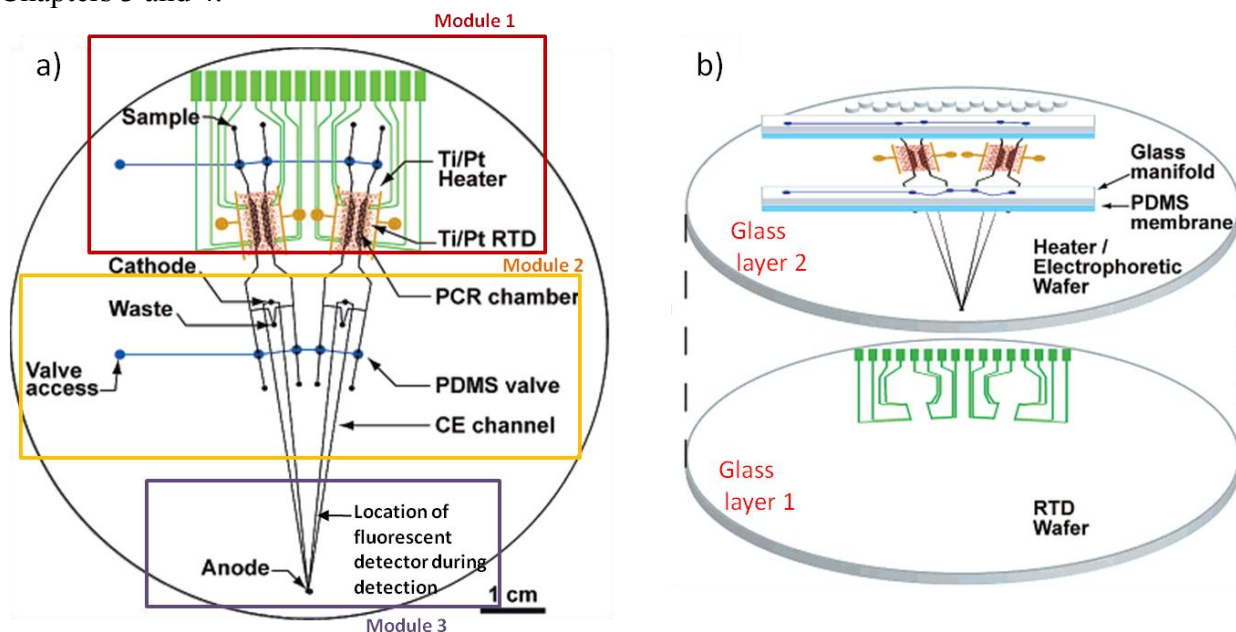 Chapters 3 and 4.
Module 1
a)
Sample
Ti/Pt
Heater
Ti/Pt RTD
Module 2
Cathode
PCR chamber
Waste
Valve
access
PDMS valve
CE channel
Location of
fluorescent
detector during
detection
Anode
1 cm
Module 3
b)
Glass
manifold
PDMS
membrane
Glass
layer 2
Heater /
Electrophoretic
Wafer
Glass
layer 1
RTD
Wafer